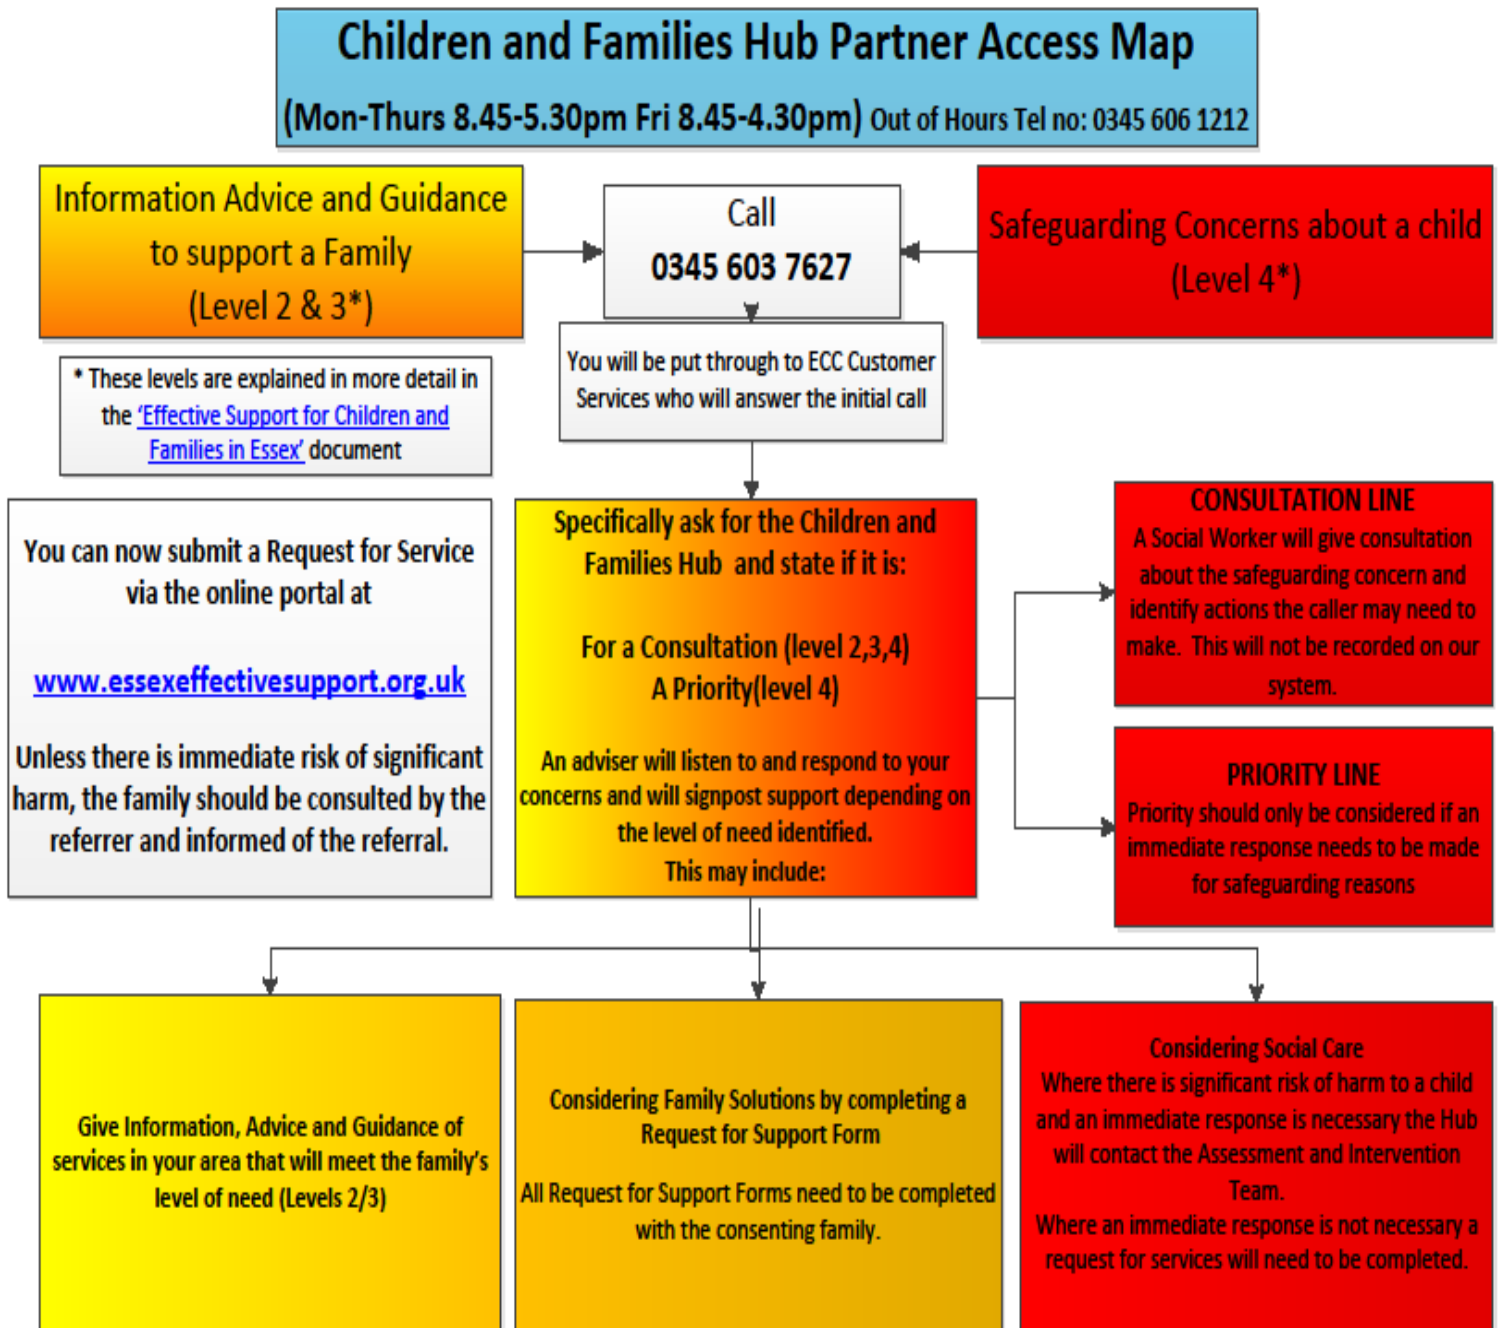 Children and Families Hub Partner Access Map
(Mon-Thurs 8.45-5.30pm Fri 8.45-4.30pm) Out of Hours Tel no: 0345 606 1212
Information Advice and Guidance
to support a Family
(Level 2 & 3*)
Call
0345 603 7627
Safeguarding Concerns about a child
(Level 4*)
* These levels are explained in more detail in
the 'Effective Support for Children and
Families in Essex' document
You will be put through to ECC Customer
Services who will answer the initial call
You can now submit a Request for Service
via the online portal at
www.essexeffectivesupport.org.uk
Unless there is immediate risk of significant
harm, the family should be consulted by the
referrer and informed of the referral.
Specifically ask for the Children and
Families Hub and state if it is:
For a Consultation (level 2,3,4)
A Priority(level 4)
An adviser will listen to and respond to your
concerns and will signpost support depending on
the level of need identified.
This may include:
CONSULTATION LINE
A Social Worker will give consultation
about the safeguarding concern and
identify actions the caller may need to
make. This will not be recorded on our
system.
PRIORITY LINE
Priority should only be considered if an
immediate response needs to be made
for safeguarding reasons
Give Information, Advice and Guidance of
services in your area that will meet the family's
level of need (Levels 2/3)
Considering Family Solutions by completing a
Request for Support Form
All Request for Support Forms need to be completed
with the consenting family.
Considering Social Care
Where there is significant risk of harm to a child
and an immediate response is necessary the Hub
will contact the Assessment and Intervention
Team.
Where an immediate response is not necessary a
request for services will need to be completed.